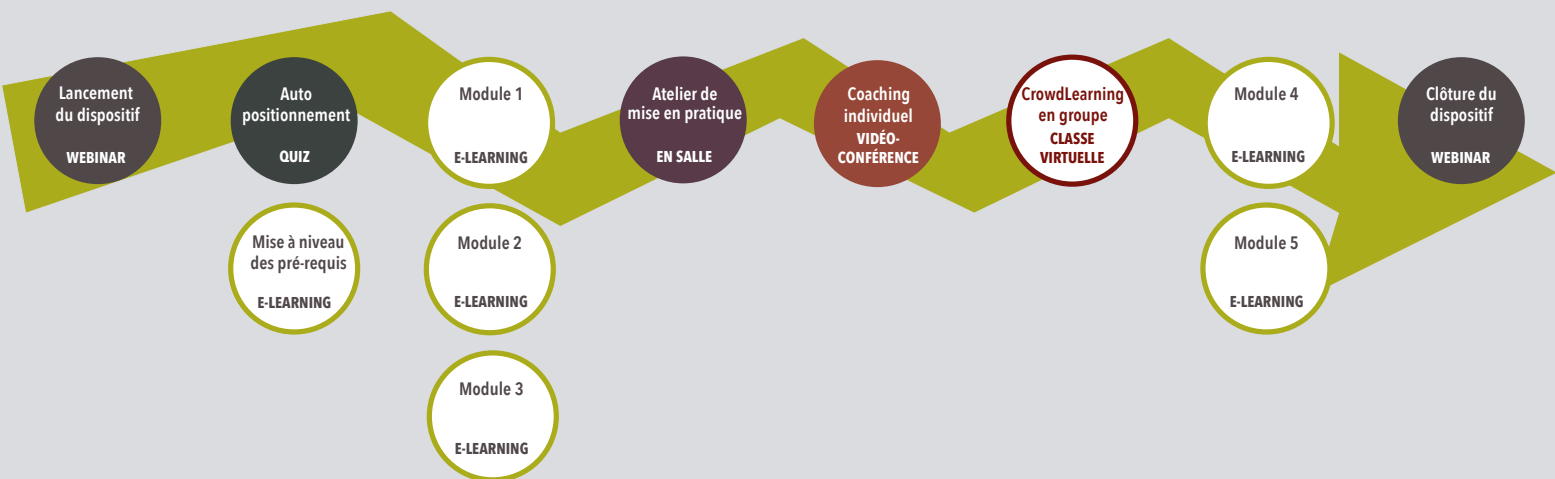 Lancement
du dispositif
WEBINAR
Auto
positionnement
QUIZ
Mise à niveau
des pré-requis
E-LEARNING
Module 1
E-LEARNING
Module 2
E-LEARNING
Module 3
E-LEARNING
Atelier de
mise en pratique
EN SALLE
Coaching
individuel
VIDÉO-
CONFÉRENCE
CrowdLearning
en groupe
CLASSE
VIRTUELLE
Module 4
E-LEARNING
Module 5
E-LEARNING
Clôture du
dispositif
WEBINAR